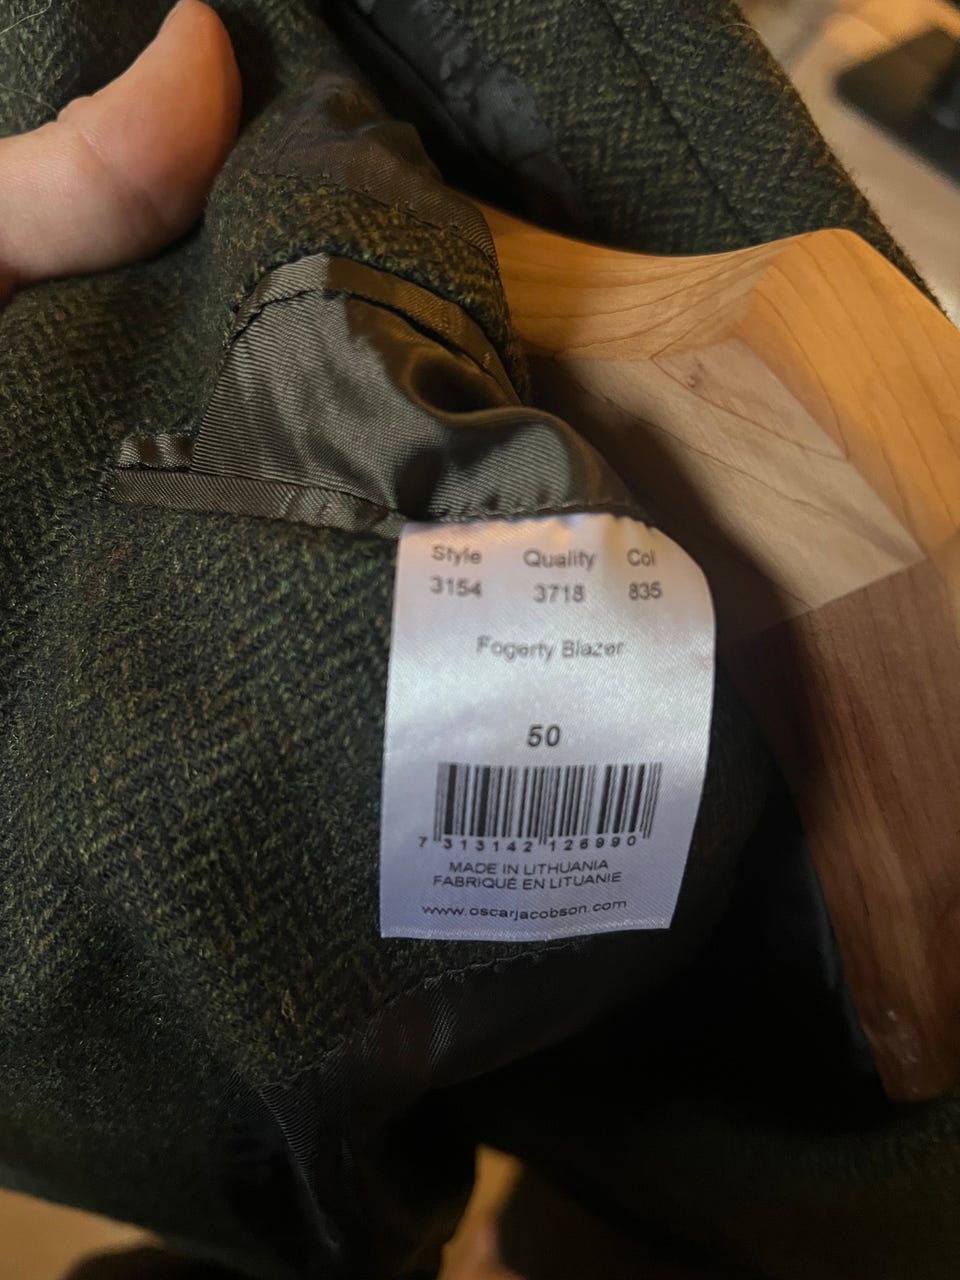 Style Quality Col
3154 3718 835
Fogerty Blazer
50
7 313142 126990
MADE IN LITHUANIA
FABRIQUÉ EN LITUANIE
www.oscarjacobson.com